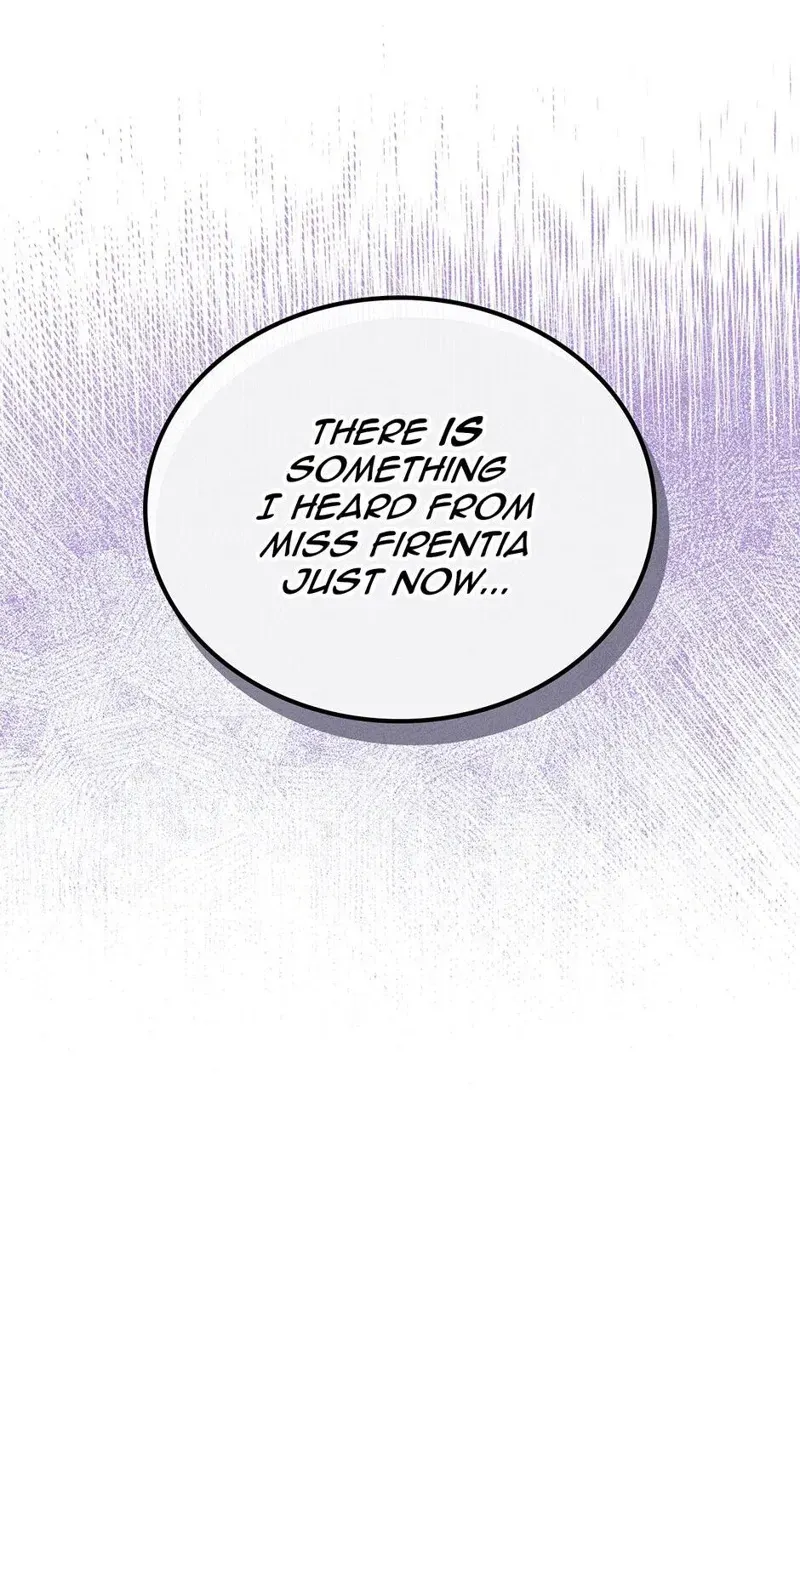 THERE IS
SOMETHING
I HEARD FROM
MISS FIRENTIA
JUST NOW...